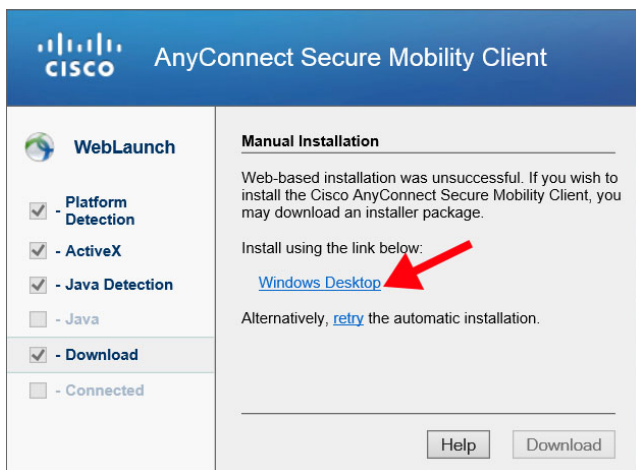 CISCO
AnyConnect Secure Mobility Client
WebLaunch
- Platform
Detection
- ActiveX
- Java Detection
- Java
- Download
- Connected
Manual Installation
Web-based installation was unsuccessful. If you wish to
install the Cisco AnyConnect Secure Mobility Client, you
may download an installer package.
Install using the link below:
Windows Desktop
Alternatively, retry the automatic installation.
Help
Download